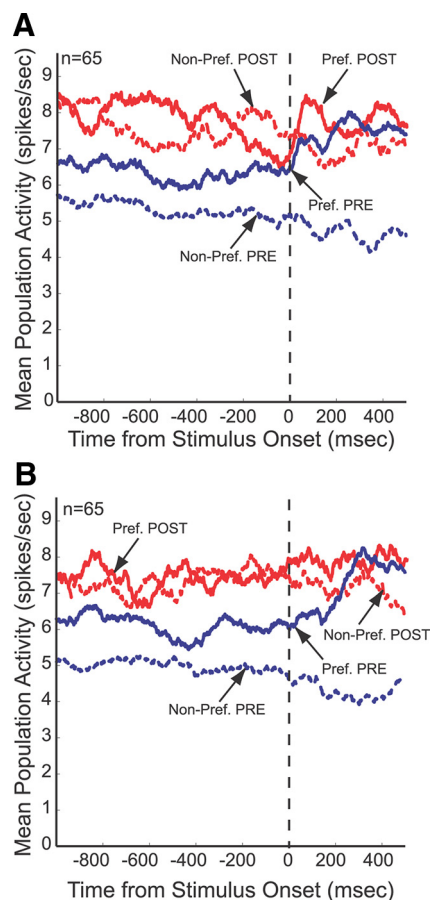 A
n=65
Non-Pref. POST
Pref. POST
Mean Population Activity (spikes/sec)
9
8
7
6
5
4
3
2
1
0
Pref. PRE
Non-Pref. PRE
-800 -600 -400 -200 0 200 400
Time from Stimulus Onset (msec)
B
n=65
Pref. POST
Mean Population Activity (spikes/sec)
9
8
7
6
5
4
3
2
1
0
Non-Pref. POST
Pref. PRE
Non-Pref. PRE
-800 -600 -400 -200 0 200 400
Time from Stimulus Onset (msec)